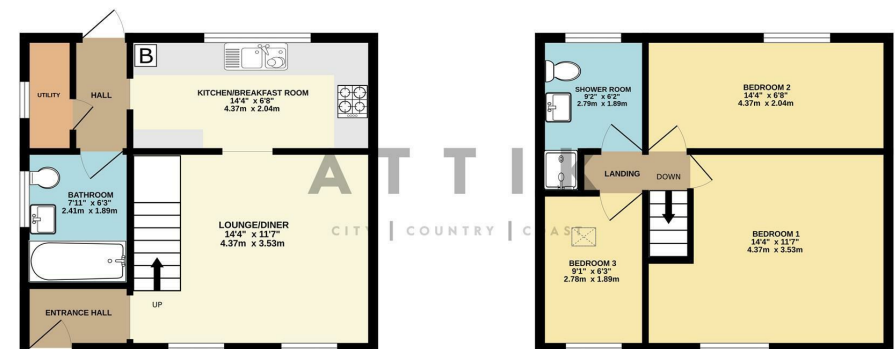 B
HALL
UTILITY
KITCHEN/BREAKFAST ROOM
14'4" x 6'8"
4.37m x 2.04m
BATHROOM
7'11" x 6'3"
2.41m x 1.89m
LOUNGE/DINER
14'4" x 11'7"
4.37m x 3.53m
ENTRANCE HALL
UP
SHOWER ROOM
9'2" x 6'2"
2.79m x 1.89m
BEDROOM 2
14'4" x 6'8"
4.37m x 2.04m
LANDING
DOWN
BEDROOM 1
14'4" x 11'7"
4.37m x 3.53m
BEDROOM 3
9'1" x 6'3"
2.78m x 1.89m
ATTIK
CITY | COUNTRY | COAST